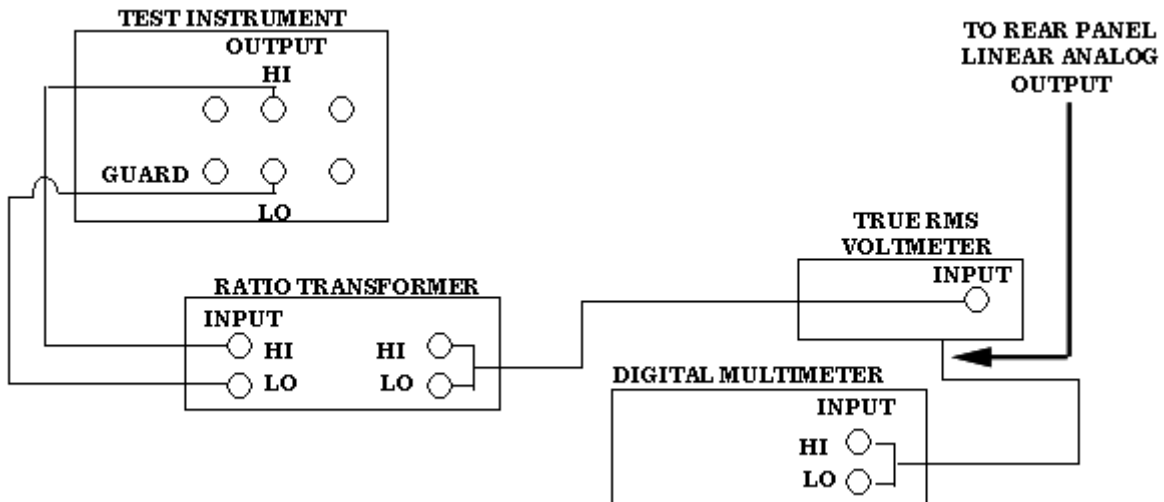 TEST INSTRUMENT
OUTPUT
HI
GUARD
LO
TO REAR PANEL
LINEAR ANALOG
OUTPUT
TRUE RMS
VOLTMETER
INPUT
RATIO TRANSFORMER
INPUT
HI
HI
LO
LO
DIGITAL MULTIMETER
INPUT
HI
LO